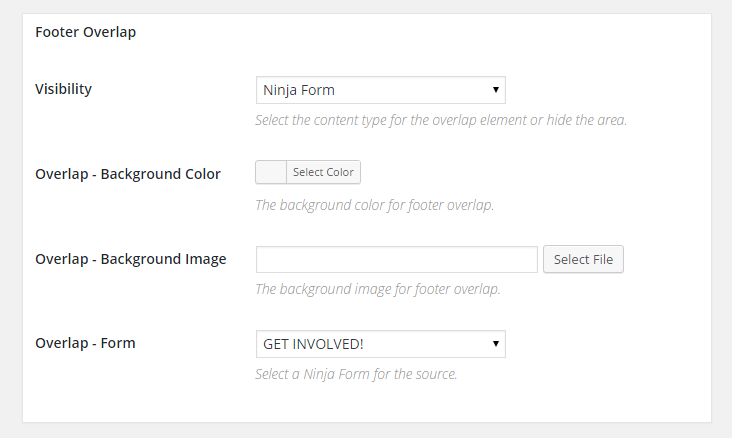 Footer Overlap
Visibility
Ninja Form
Select the content type for the overlap element or hide the area.
Overlap - Background Color
Select Color
The background color for footer overlap.
Overlap - Background Image
Select File
The background image for footer overlap.
Overlap - Form
GET INVOLVED!
Select a Ninja Form for the source.